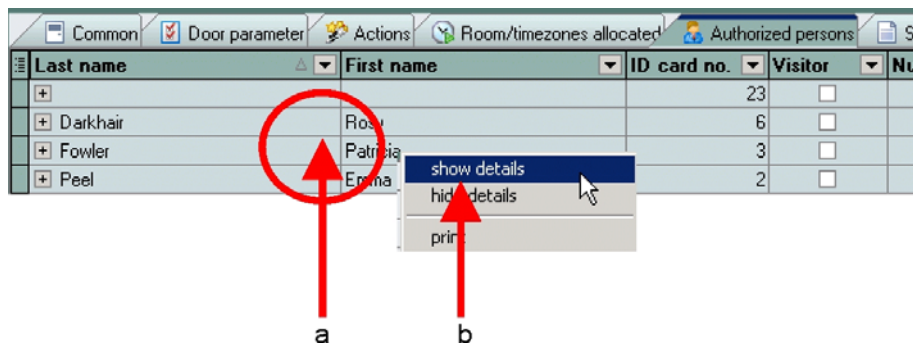 Common Door parameter Actions Room/timezones allocated Authorized persons S
Last name First name ID card no. Visitor Nu
23
Darkhair Rosy 6
Fowler Patricia 3
Peel Emma 2
show details
hide details
print
a b